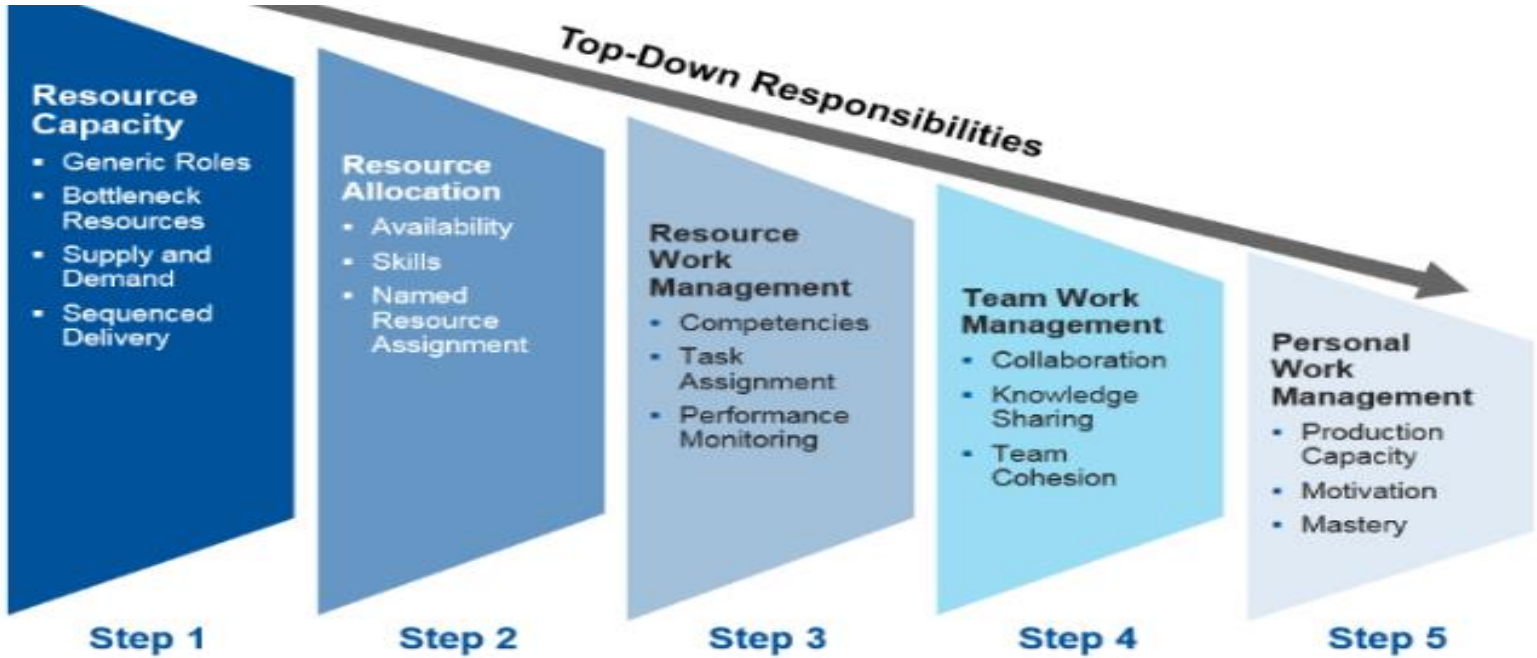 Top-Down Responsibilities
Resource
Capacity
▪ Generic Roles
▪ Bottleneck
Resources
▪ Supply and
Demand
▪ Sequenced
Delivery
Step 1
Resource
Allocation
▪ Availability
▪ Skills
▪ Named
Resource
Assignment
Step 2
Resource
Work
Management
▪ Competencies
▪ Task
Assignment
▪ Performance
Monitoring
Step 3
Team Work
Management
▪ Collaboration
▪ Knowledge
Sharing
▪ Team
Cohesion
Step 4
Personal
Work
Management
▪ Production
Capacity
▪ Motivation
▪ Mastery
Step 5